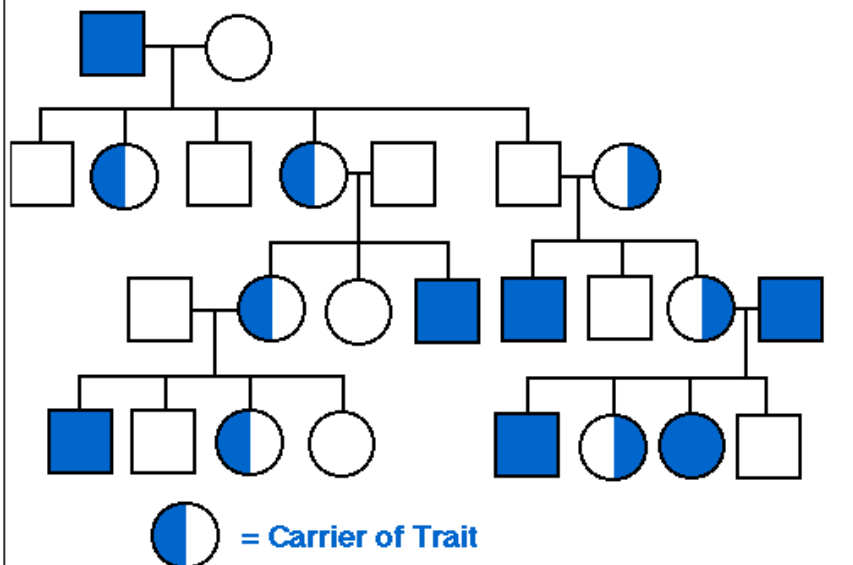 = Carrier of Trait